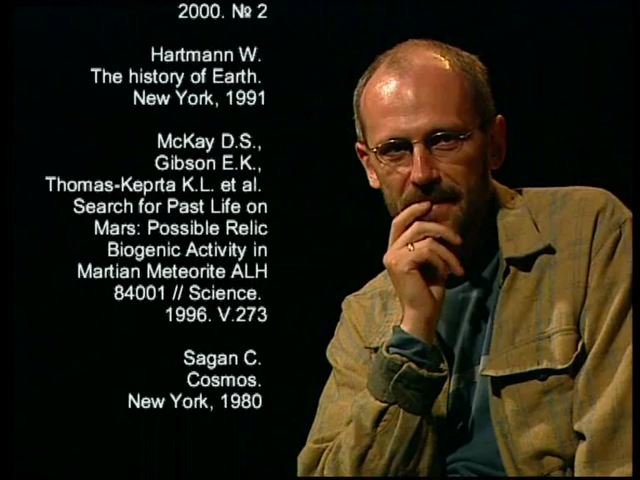 2000. № 2
Hartmann W.
The history of Earth.
New York, 1991
McKay D.S.,
Gibson E.K.,
Thomas-Keprta K.L. et al.
Search for Past Life on
Mars: Possible Relic
Biogenic Activity in
Martian Meteorite ALH
84001 // Science.
1996. V.273
Sagan C.
Cosmos.
New York, 1980